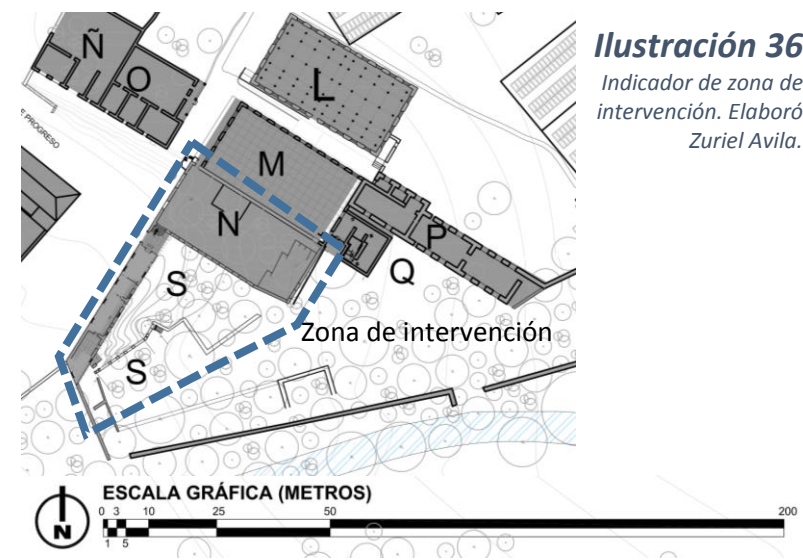 Ilustración 36
Indicador de zona de
intervención. Elaboró
Zuriel Avila.
Ñ
O
L
E PROGRESO
M
N
P
Q
S
S
Zona de intervención
N
ESCALA GRÁFICA (METROS)
0 3 10 25 50 200
1 5